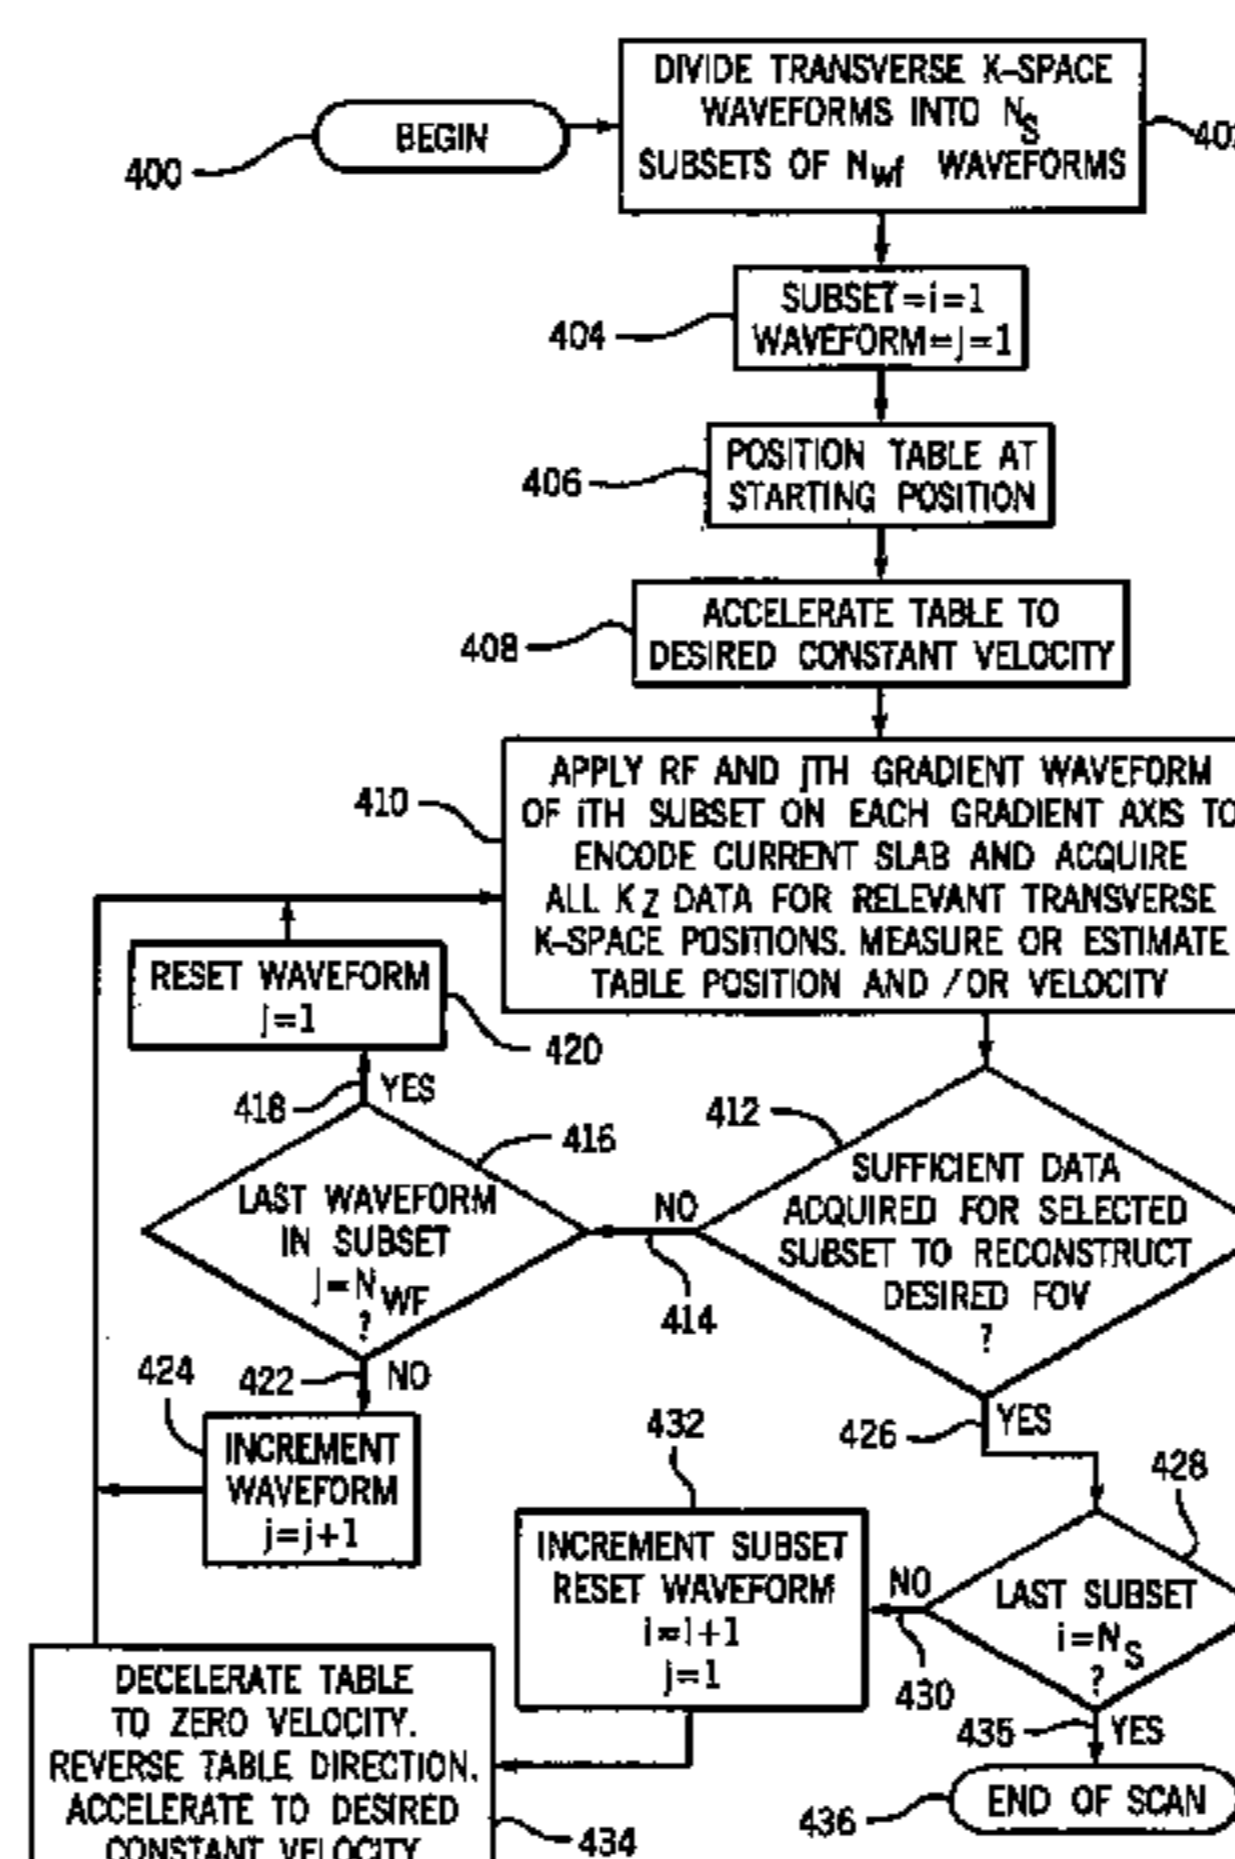 400
BEGIN
DIVIDE TRANSVERSE K-SPACE
WAVEFORMS INTO NS
SUBSETS OF Nwf WAVEFORMS
404
SUBSET=i=1
WAVEFORM=j=1
406
POSITION TABLE AT
STARTING POSITION
408
ACCELERATE TABLE TO
DESIRED CONSTANT VELOCITY
410
APPLY RF AND jTH GRADIENT WAVEFORM
OF iTH SUBSET ON EACH GRADIENT AXIS TO
ENCODE CURRENT SLAB AND ACQUIRE
ALL KZ DATA FOR RELEVANT TRANSVERSE
K-SPACE POSITIONS. MEASURE OR ESTIMATE
TABLE POSITION AND /OR VELOCITY
RESET WAVEFORM
j=1
420
418
YES
416
LAST WAVEFORM
IN SUBSET
j=NWF
?
412
SUFFICIENT DATA
ACQUIRED FOR SELECTED
SUBSET TO RECONSTRUCT
DESIRED FOV
?
NO
414
424
422
NO
INCREMENT
WAVEFORM
j=j+1
426
YES
428
432
INCREMENT SUBSET
RESET WAVEFORM
i=i+1
j=1
NO
430
LAST SUBSET
i=NS
?
435
YES
DECELERATE TABLE
TO ZERO VELOCITY.
REVERSE TABLE DIRECTION.
ACCELERATE TO DESIRED
CONSTANT VELOCITY
434
436
END OF SCAN